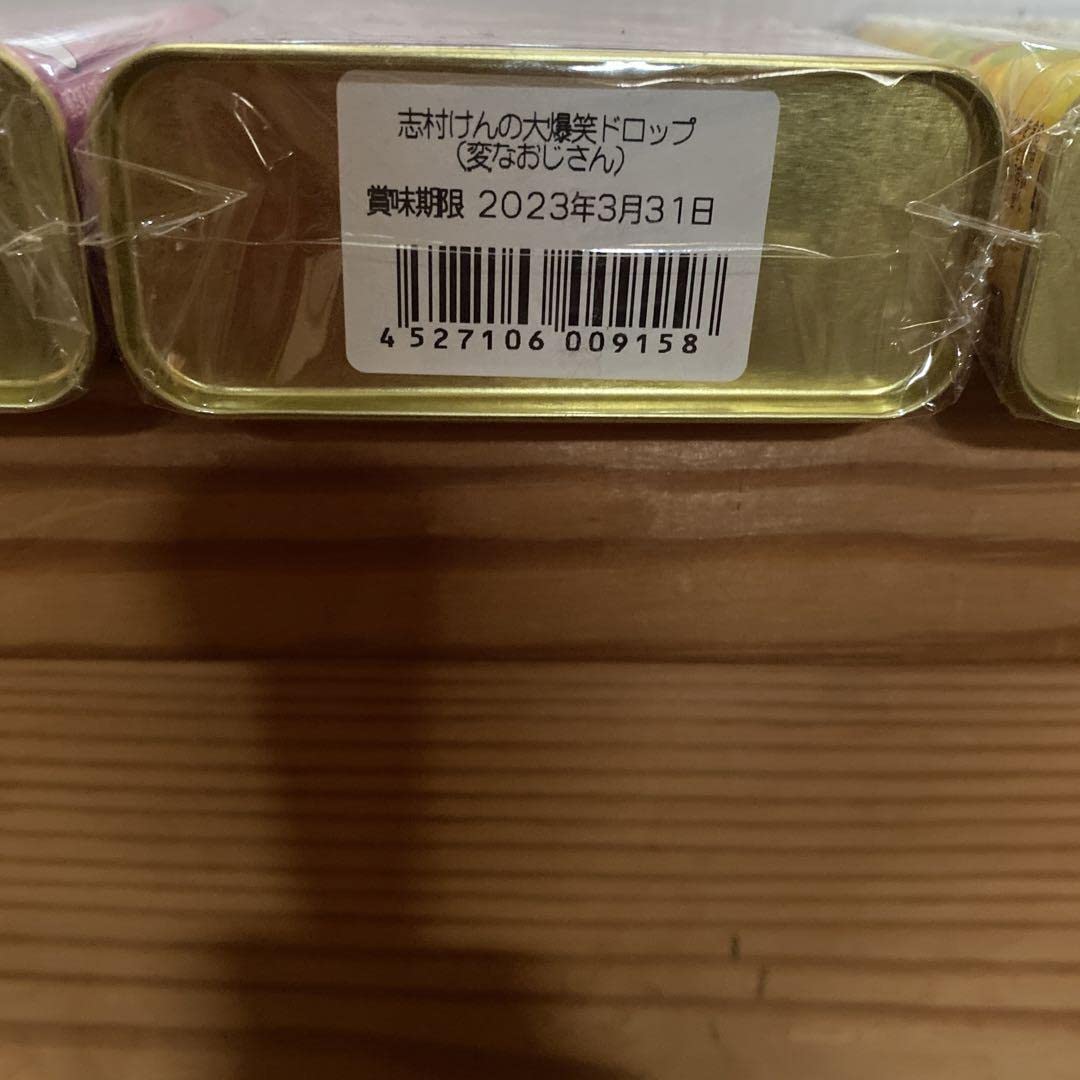 志村けんの大爆笑ドロップ
（変なおじさん）
賞味期限 2023年3月31日
4 527106 009158